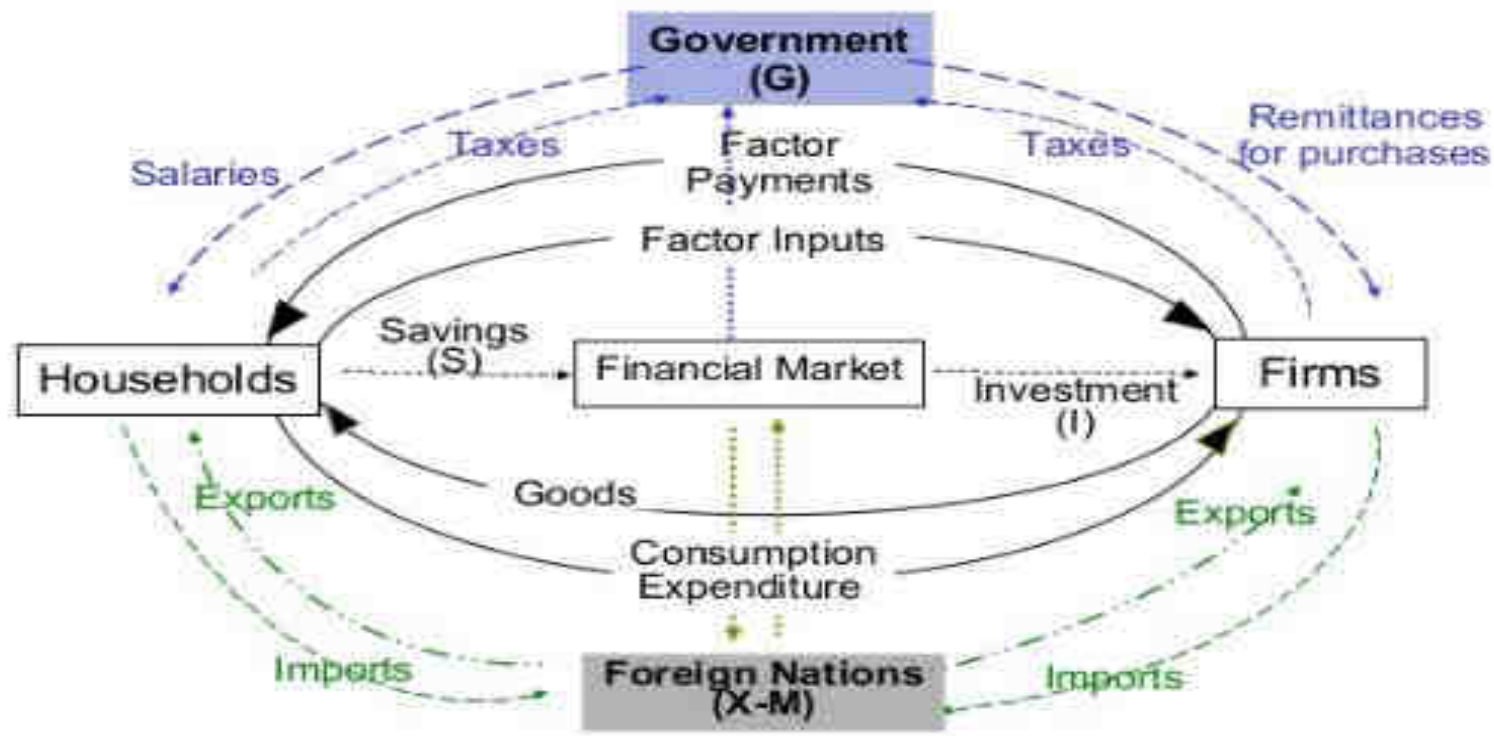 Government
(G)
Remittances
for purchases
Taxes
Factor
Payments
Taxes
Salaries
Factor Inputs
Savings
(S)
Households
Financial Market
Investment
(I)
Firms
Exports
Goods
Exports
Consumption
Expenditure
Imports
Foreign Nations
(X-M)
Imports